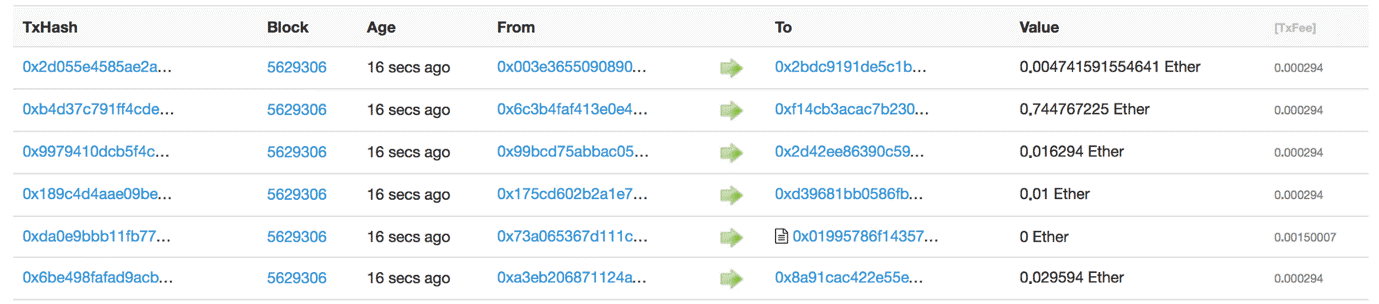 TxHash Block Age From To Value [TxFee]
0x2d055e4585ae2a... 5629306 16 secs ago 0x003e3655090890... 0x2bdc9191de5c1b... 0.004741591554641 Ether 0.000294
0xb4d37c791ff4cde... 5629306 16 secs ago 0x6c3b4faf413e0e4... 0xf14cb3acac7b230... 0.744767225 Ether 0.000294
0x9979410dcb5f4c... 5629306 16 secs ago 0x99bcd75abbac05... 0x2d42ee86390c59... 0.016294 Ether 0.000294
0x189c4d4aae09be... 5629306 16 secs ago 0x175cd602b2a1e7... 0xd39681bb0586fb... 0.01 Ether 0.000294
0xda0e9bbb11fb77... 5629306 16 secs ago 0x73a065367d111c... 0x01995786f14357... 0 Ether 0.00150007
0x6be498fafad9acb... 5629306 16 secs ago 0xa3eb206871124a... 0x8a91cac422e55e... 0.029594 Ether 0.000294